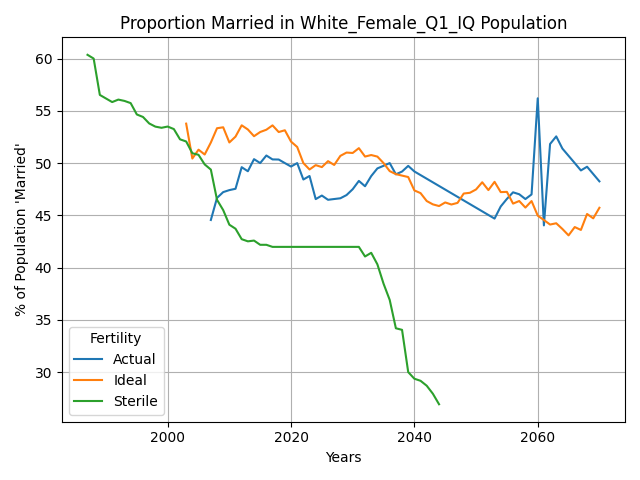 Proportion Married in White_Female_Q1_IQ Population
% of Population 'Married'
60
55
50
45
40
35
30
Fertility
Actual
Ideal
Sterile
2000 2020 2040 2060
Years